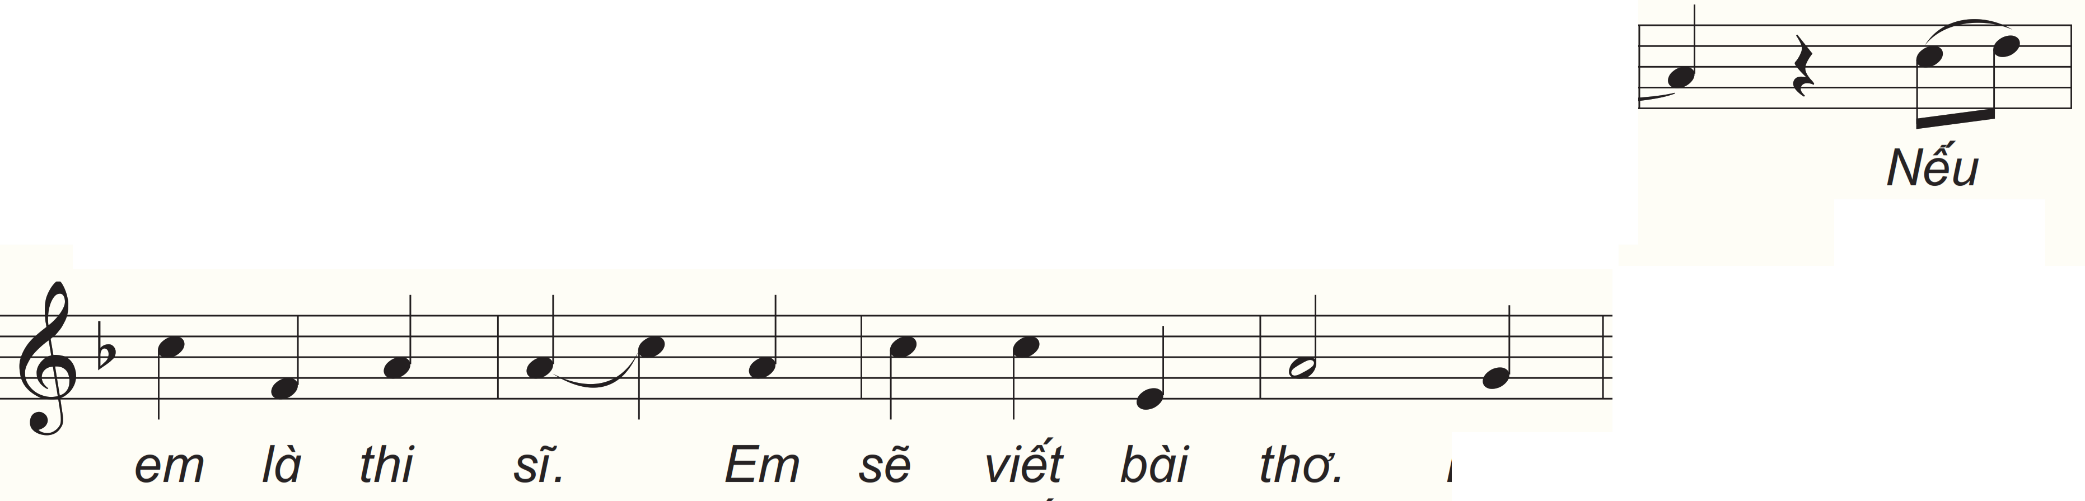 Nếu
em là thi sĩ. Em sẽ viết bài thơ.